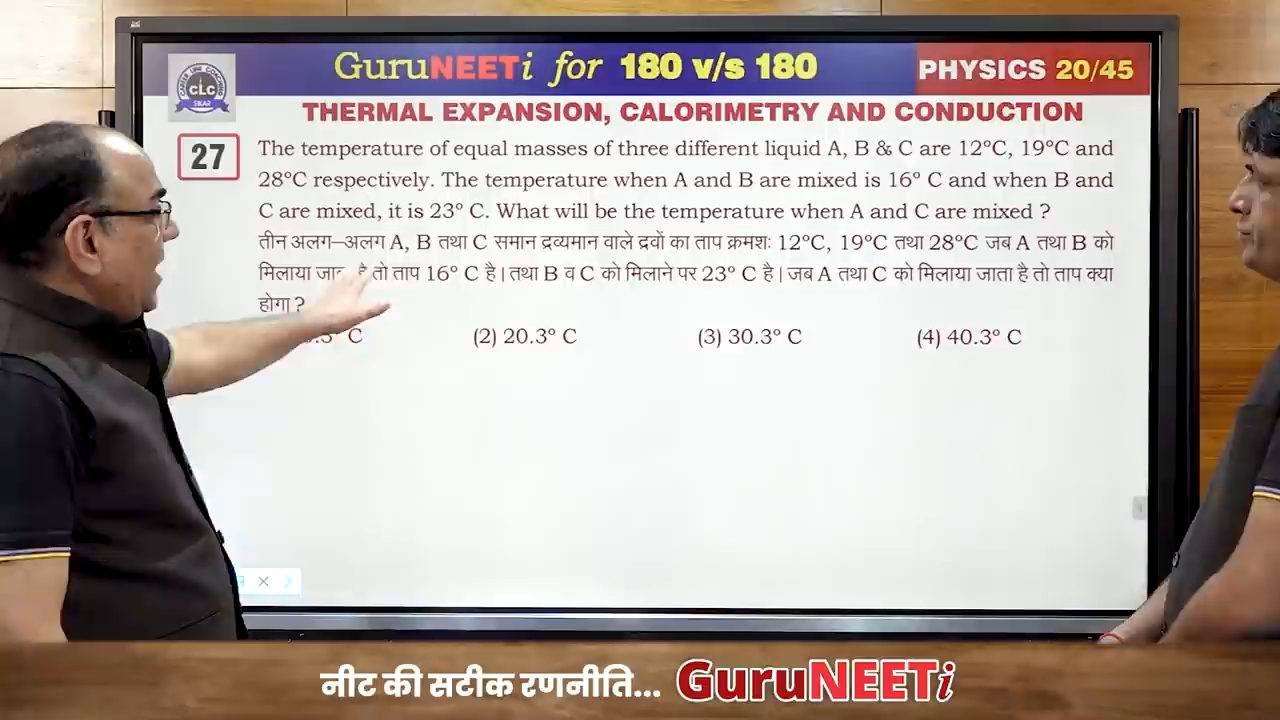 GuruNEETi for 180 v/s 180
PHYSICS 20/45
CLC
SIKAR
THERMAL EXPANSION, CALORIMETRY AND CONDUCTION
27
The temperature of equal masses of three different liquid A, B & C are 12°C, 19°C and
28°C respectively. The temperature when A and B are mixed is 16° C and when B and
C are mixed, it is 23° C. What will be the temperature when A and C are mixed ?
तीन अलग–अलग A, B तथा C समान द्रव्यमान वाले द्रवों का ताप क्रमशः 12°C, 19°C तथा 28°C जब A तथा B को
मिलाया है तो ताप 16° C है। तथा B व C को मिलाने पर 23° C है। जब A तथा C को मिलाया जाता है तो ताप क्या
होगा ?
C
(2) 20.3° C
(3) 30.3° C
(4) 40.3° C
नीट की सटीक रणनीति... GuruNEETi